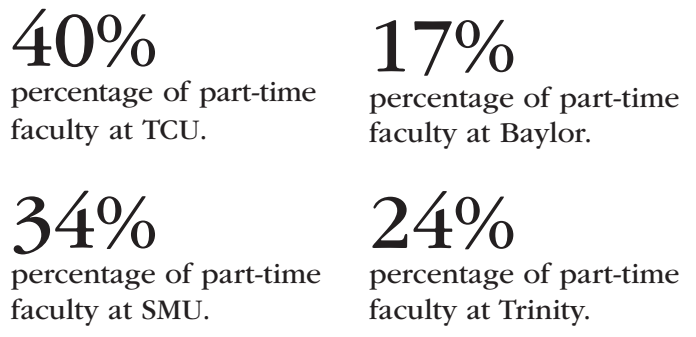 40%
percentage of part-time
faculty at TCU.
17%
percentage of part-time
faculty at Baylor.
34%
percentage of part-time
faculty at SMU.
24%
percentage of part-time
faculty at Trinity.